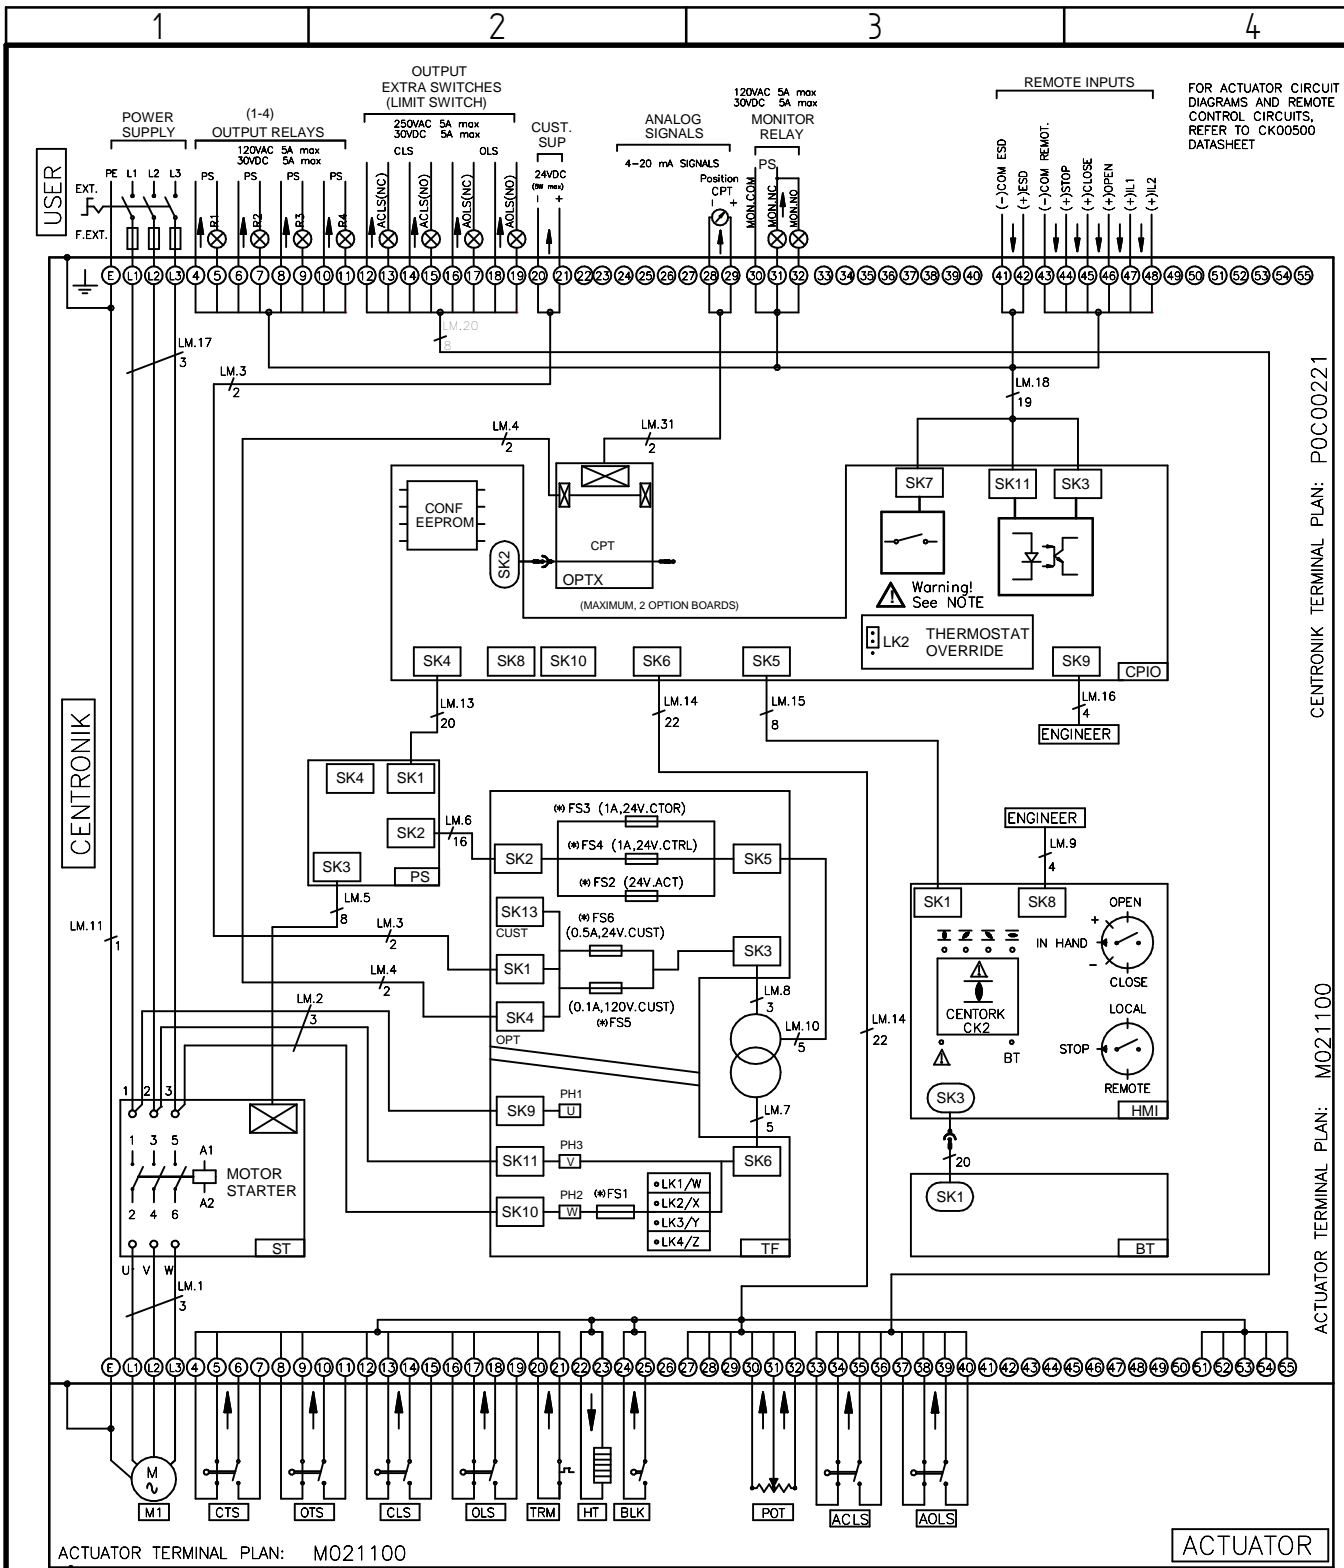 1 2 3 4
USER
POWER
SUPPLY
PE L1 L2 L3
EXT.
F.EXT.
(1-4)
OUTPUT RELAYS
120VAC 5A max
30VDC 5A max
PS PS PS PS
R1 R2 R3 R4
OUTPUT
EXTRA SWITCHES
(LIMIT SWITCH)
250VAC 5A max
30VDC 5A max
CLS OLS
ACLS(NC) ACLS(NO) AOLS(NC) AOLS(NO)
CUST.
SUP
24VDC
(5W max)
- +
ANALOG
SIGNALS
4-20 mA SIGNALS
Position
CPT
- +
120VAC 5A max
30VDC 5A max
MONITOR
RELAY
PS
MON.COM MON.NC MON.NO
REMOTE INPUTS
(-)COM ESD
(+)ESD
(-)COM REMOT.
(+)STOP
(+)CLOSE
(+)OPEN
(+)IL1
(+)IL2
FOR ACTUATOR CIRCUIT
DIAGRAMS AND REMOTE
CONTROL CIRCUITS,
REFER TO CK00500
DATASHEET
E L1 L2 L3 4 5 6 7 8 9 10 11 12 13 14 15 16 17 18 19 20 21 22 23 24 25 26 27 28 29 30 31 32 33 34 35 36 37 38 39 40 41 42 43 44 45 46 47 48 49 50 51 52 53 54 55
LM.17
3
LM.20
8
LM.3
2
LM.18
19
LM.4
2
LM.31
2
CENTRONIK TERMINAL PLAN: P0C00221
CONF
EEPROM
SK2
CPT
OPTX
(MAXIMUM, 2 OPTION BOARDS)
SK7 SK11 SK3
Warning!
See NOTE
LK2 THERMOSTAT
OVERRIDE
SK4 SK8 SK10 SK6 SK5 SK9
CPIO
LM.13
20
LM.14
22
LM.15
8
LM.16
4
ENGINEER
CENTRONIK
SK4 SK1
SK2
SK3
PS
LM.6
16
LM.5
8
(*)FS3 (1A,24V.CTOR)
SK2 (*)FS4 (1A,24V.CTRL) SK5
(*)FS2 (24V.ACT)
SK13
CUST
(*)FS6
(0.5A,24V.CUST)
SK1 SK3
SK4
OPT
(0.1A,120V.CUST)
(*)FS5
LM.8
3
LM.10
5
LM.7
5
LM.14
22
ENGINEER
LM.9
4
SK1 SK8
OPEN
+
IN HAND
-
CLOSE
CENTORK
CK2
BT
LOCAL
STOP
REMOTE
SK3
HMI
20
SK1
BT
LM.11
1
LM.3
2
LM.4
2
LM.2
3
1 2 3
1 3 5
A1
A2
MOTOR
STARTER
2 4 6
ST
U V W
LM.1
3
SK9 PH1
U
SK11 PH3
V
SK6
SK10 PH2
W
(*)FS1
LK1/W
LK2/X
LK3/Y
LK4/Z
TF
ACTUATOR TERMINAL PLAN: M021100
E L1 L2 L3 4 5 6 7 8 9 10 11 12 13 14 15 16 17 18 19 20 21 22 23 24 25 26 27 28 29 30 31 32 33 34 35 36 37 38 39 40 41 42 43 44 45 46 47 48 49 50 51 52 53 54 55
M
M1 CTS OTS CLS OLS TRM HT BLK POT ACLS AOLS
ACTUATOR TERMINAL PLAN: M021100
ACTUATOR